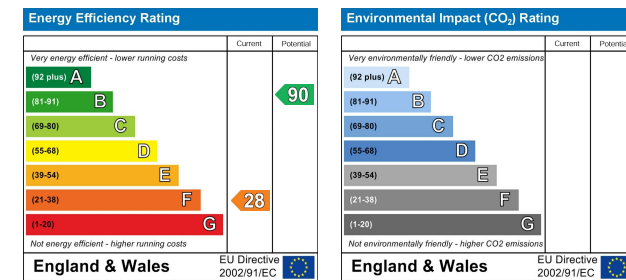 Energy Efficiency Rating
Current Potential
Very energy efficient - lower running costs
(92 plus) A
(81-91) B
(69-80) C
(55-68) D
(39-54) E
(21-38) F
(1-20) G
90
28
Not energy efficient - higher running costs
England & Wales
EU Directive
2002/91/EC
Environmental Impact (CO₂) Rating
Current Potential
Very environmentally friendly - lower CO2 emissions
(92 plus) A
(81-91) B
(69-80) C
(55-68) D
(39-54) E
(21-38) F
(1-20) G
Not environmentally friendly - higher CO2 emissions
England & Wales
EU Directive
2002/91/EC